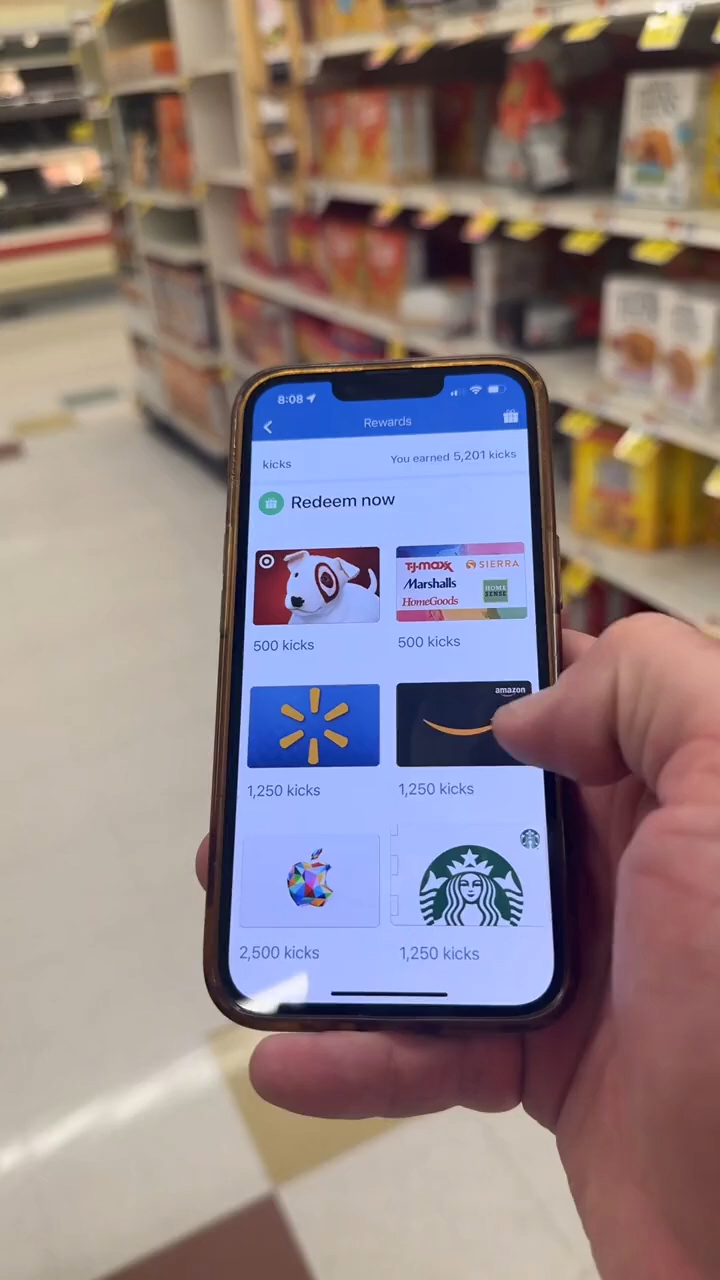 8:08
Rewards
kicks
You earned 5,201 kicks
Redeem now
T·J·maxx
SIERRA
Marshalls
HOME
SENSE
HomeGoods
500 kicks
500 kicks
amazon
1,250 kicks
1,250 kicks
2,500 kicks
1,250 kicks